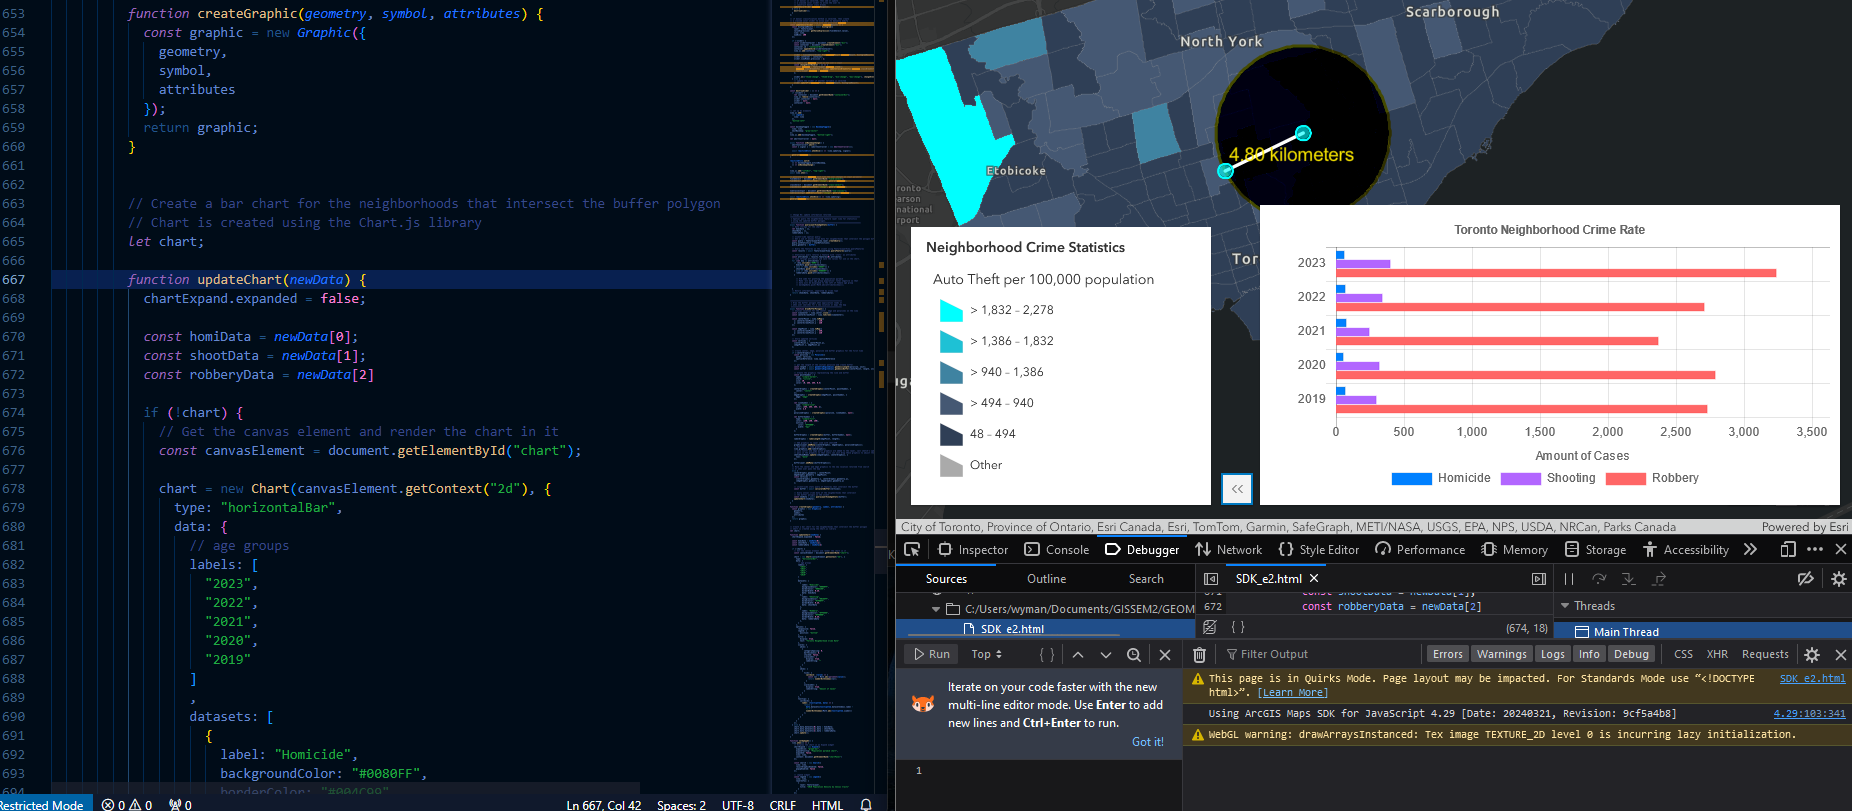 653 function createGraphic(geometry, symbol, attributes) {
654 const graphic = new Graphic({
655 geometry,
656 symbol,
657 attributes
658 });
659 return graphic;
660 }
661
662
663 // Create a bar chart for the neighborhoods that intersect the buffer polygon
664 // Chart is created using the Chart.js library
665 let chart;
666
667 function updateChart(newData) {
668 chartExpand.expanded = false;
669
670 const homiData = newData[0];
671 const shootData = newData[1];
672 const robberyData = newData[2]
673
674 if (!chart) {
675 // Get the canvas element and render the chart in it
676 const canvasElement = document.getElementById("chart");
677
678 chart = new Chart(canvasElement.getContext("2d"), {
679 type: "horizontalBar",
680 data: {
681 // age groups
682 labels: [
683 "2023",
684 "2022",
685 "2021",
686 "2020",
687 "2019"
688 ]
689 ,
690 datasets: [
691 {
692 label: "Homicide",
693 backgroundColor: "#0080FF",
694 borderColor: "#004C99"
Restricted Mode 0 0 0 Ln 667, Col 42 Spaces: 2 UTF-8 CRLF HTML
Scarborough
North York
4.80 kilometers
Etobicoke
ronto
earson
national
rport
Tor
Neighborhood Crime Statistics
Auto Theft per 100,000 population
> 1,832 - 2,278
> 1,386 - 1,832
> 940 - 1,386
> 494 - 940
48 - 494
Other
Toronto Neighborhood Crime Rate
2023
2022
2021
2020
2019
0 500 1,000 1,500 2,000 2,500 3,000 3,500
Amount of Cases
Homicide Shooting Robbery
City of Toronto, Province of Ontario, Esri Canada, Esri, TomTom, Garmin, SafeGraph, METI/NASA, USGS, EPA, NPS, USDA, NRCan, Parks Canada Powered by Esri
Inspector Console Debugger Network Style Editor Performance Memory Storage Accessibility
Sources Outline Search SDK_e2.html
C:/Users/wyman/Documents/GISSEM2/GEOM
SDK_e2.html
671 const shootData = newData[1];
672 const robberyData = newData[2]
(674, 18)
Threads
Main Thread
Run Top Filter Output Errors Warnings Logs Info Debug CSS XHR Requests
Iterate on your code faster with the new
multi-line editor mode. Use Enter to add
new lines and Ctrl+Enter to run.
Got it!
1
This page is in Quirks Mode. Page layout may be impacted. For Standards Mode use “<!DOCTYPE SDK_e2.html
html>”. [Learn More]
Using ArcGIS Maps SDK for JavaScript 4.29 [Date: 20240321, Revision: 9cf5a4b8] 4.29:103:341
WebGL warning: drawArraysInstanced: Tex image TEXTURE_2D level 0 is incurring lazy initialization.